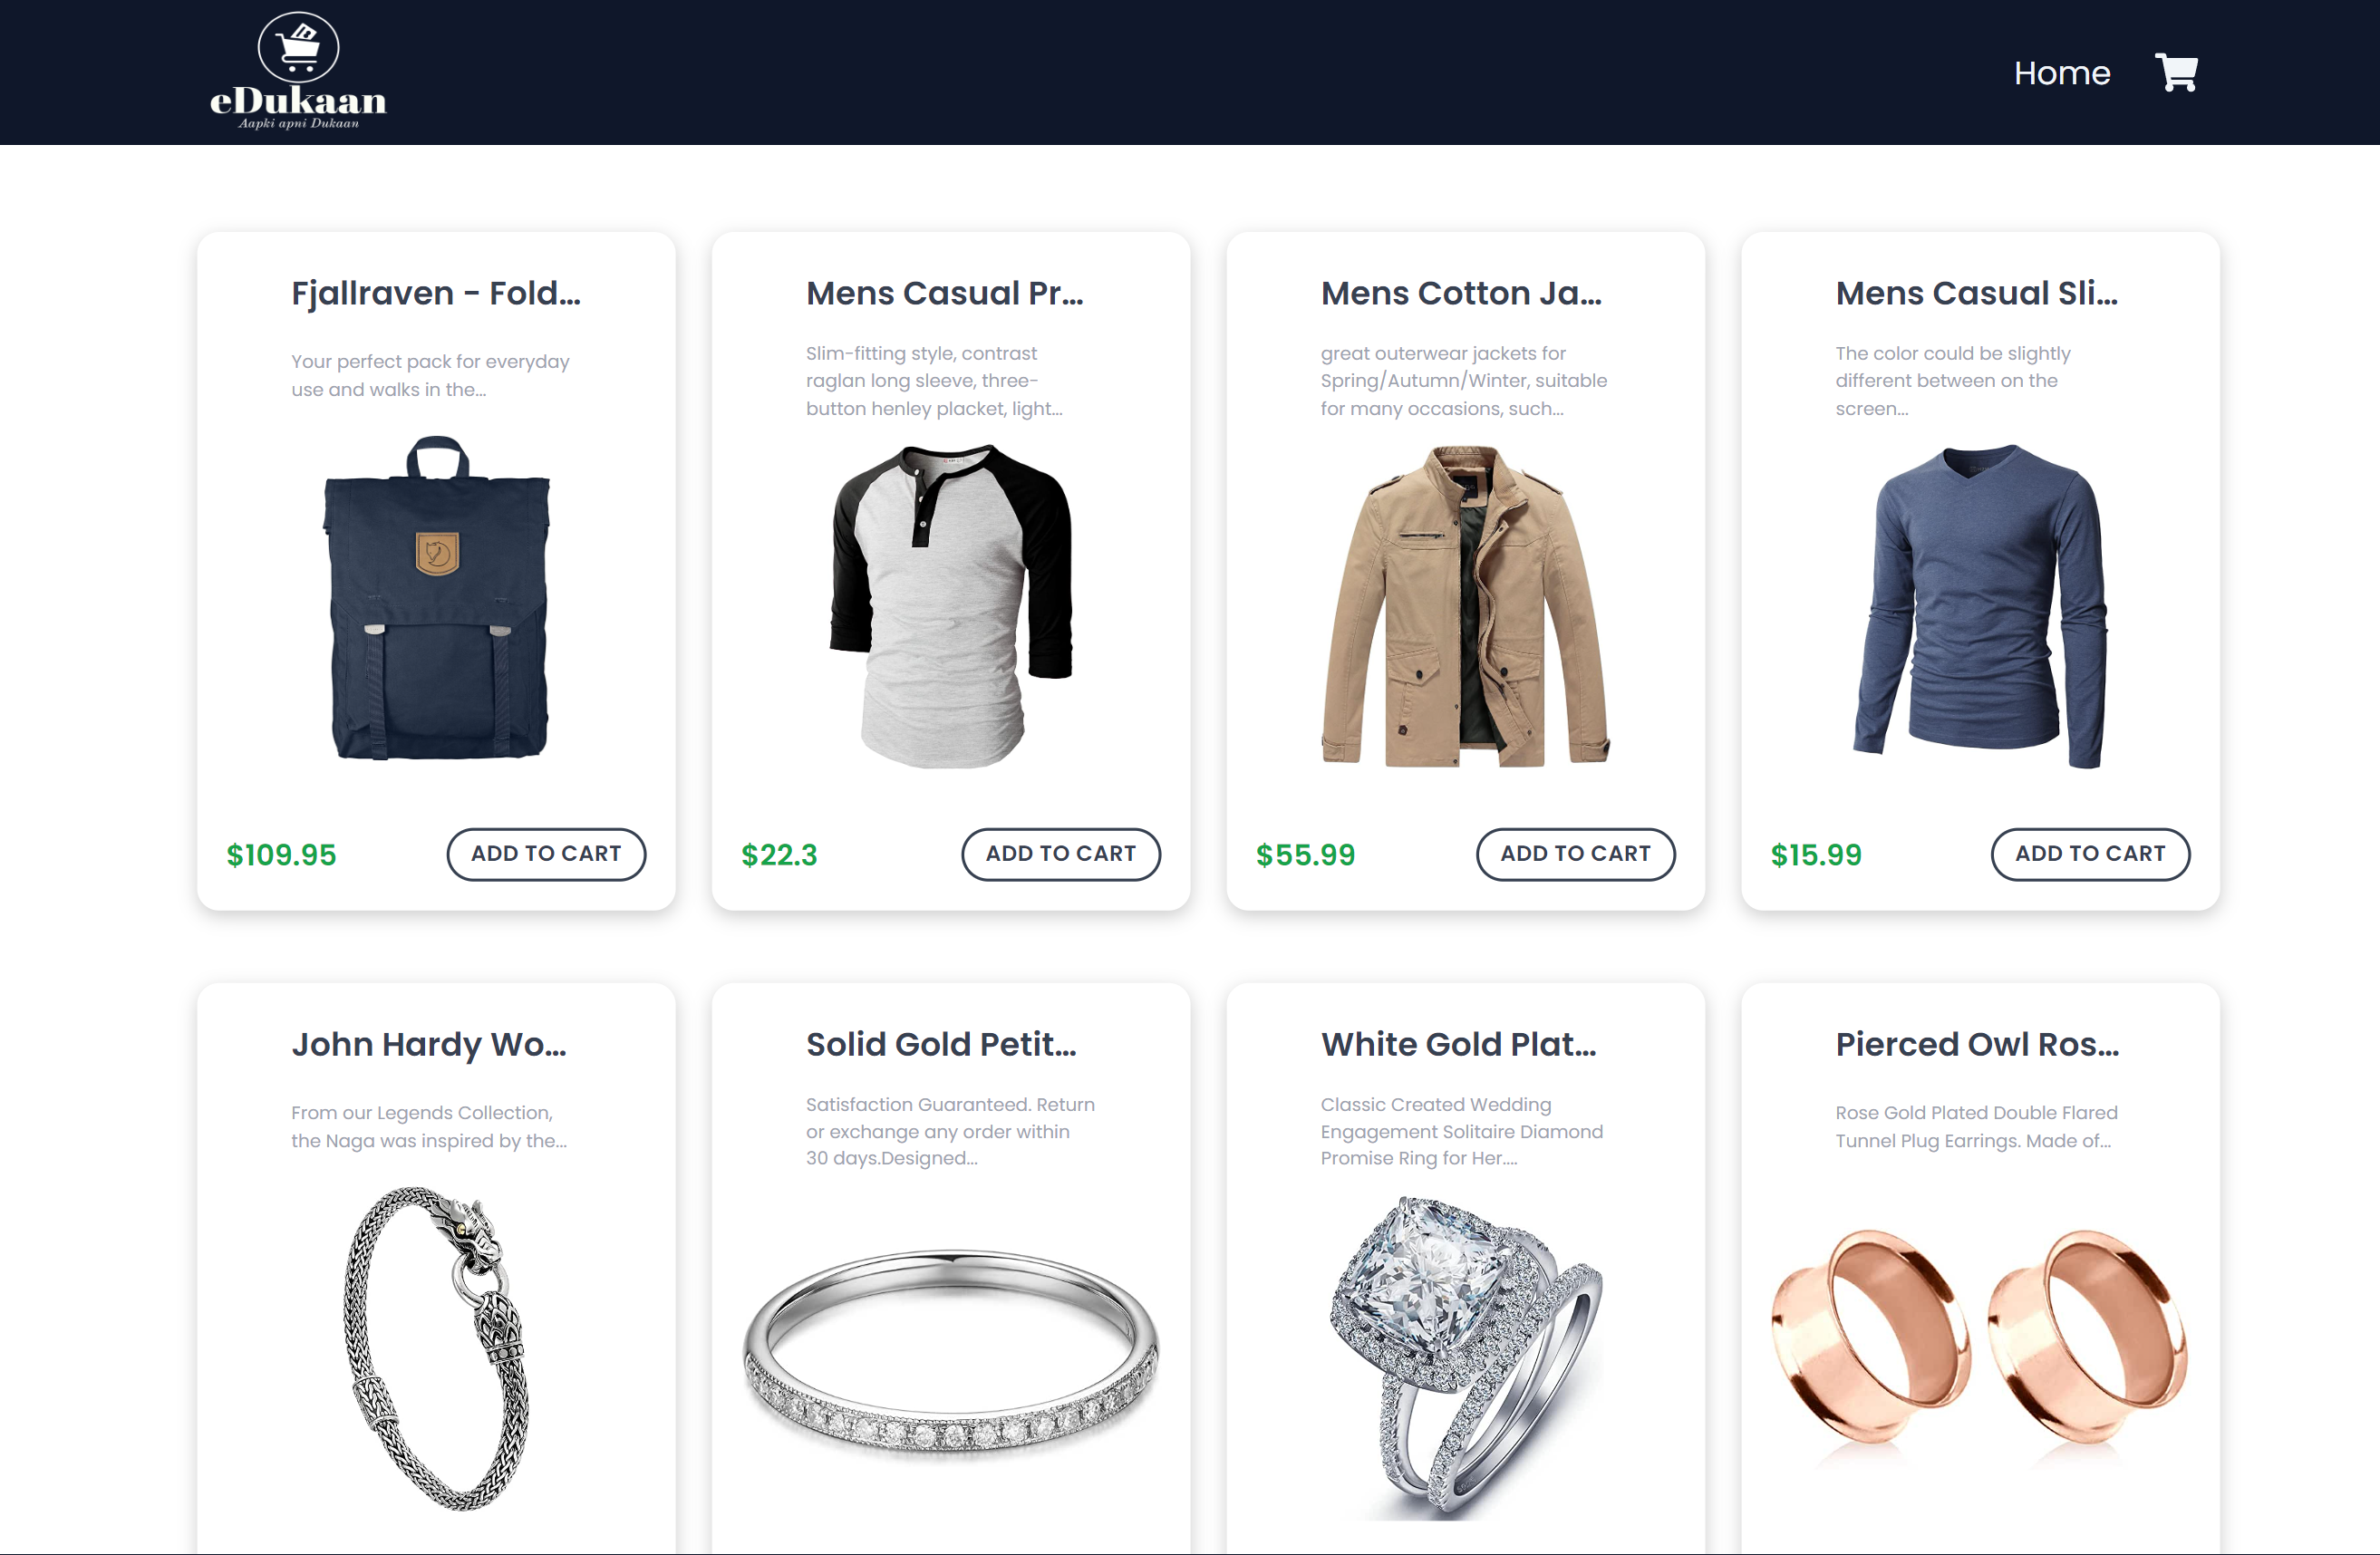 eDukaan
Aapki apni Dukaan
Home
Fjallraven - Fold...
Your perfect pack for everyday
use and walks in the...
$109.95
ADD TO CART
Mens Casual Pr...
Slim-fitting style, contrast
raglan long sleeve, three-
button henley placket, light...
$22.3
ADD TO CART
Mens Cotton Ja...
great outerwear jackets for
Spring/Autumn/Winter, suitable
for many occasions, such...
$55.99
ADD TO CART
Mens Casual Sli...
The color could be slightly
different between on the
screen...
$15.99
ADD TO CART
John Hardy Wo...
From our Legends Collection,
the Naga was inspired by the...
Solid Gold Petit...
Satisfaction Guaranteed. Return
or exchange any order within
30 days.Designed...
White Gold Plat...
Classic Created Wedding
Engagement Solitaire Diamond
Promise Ring for Her....
Pierced Owl Ros...
Rose Gold Plated Double Flared
Tunnel Plug Earrings. Made of...